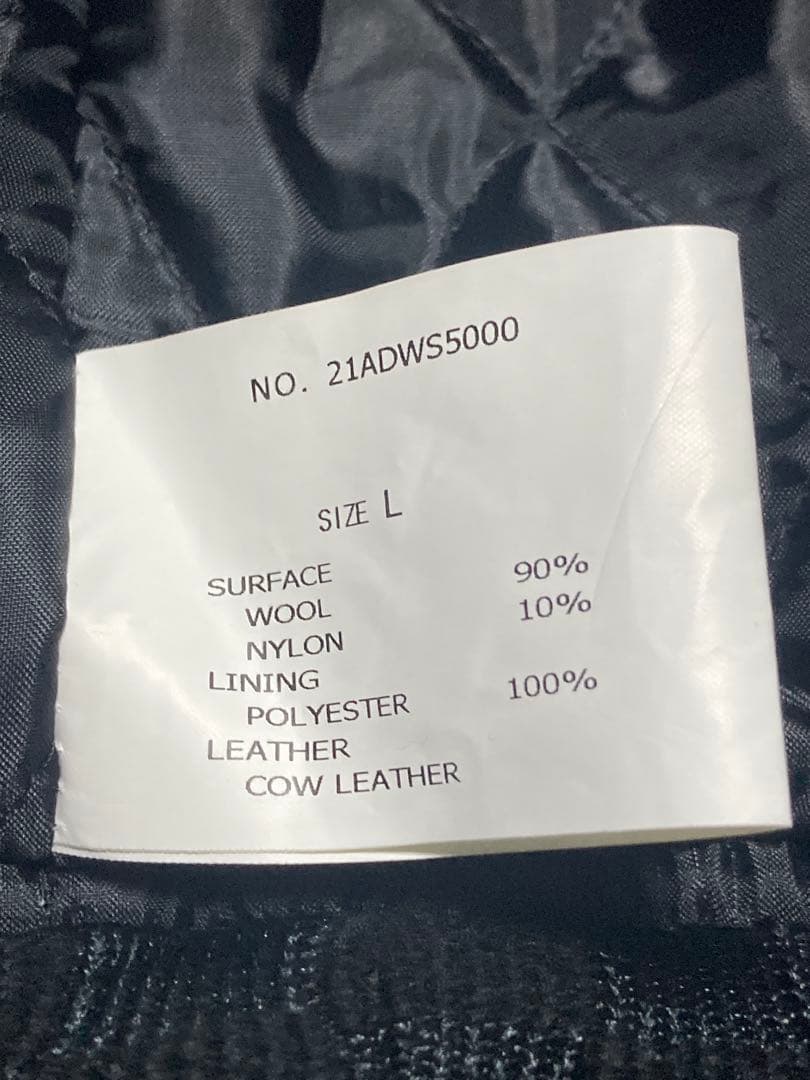 NO. 21ADWS5000
SIZE L
SURFACE
WOOL 90%
NYLON 10%
LINING
POLYESTER 100%
LEATHER
COW LEATHER